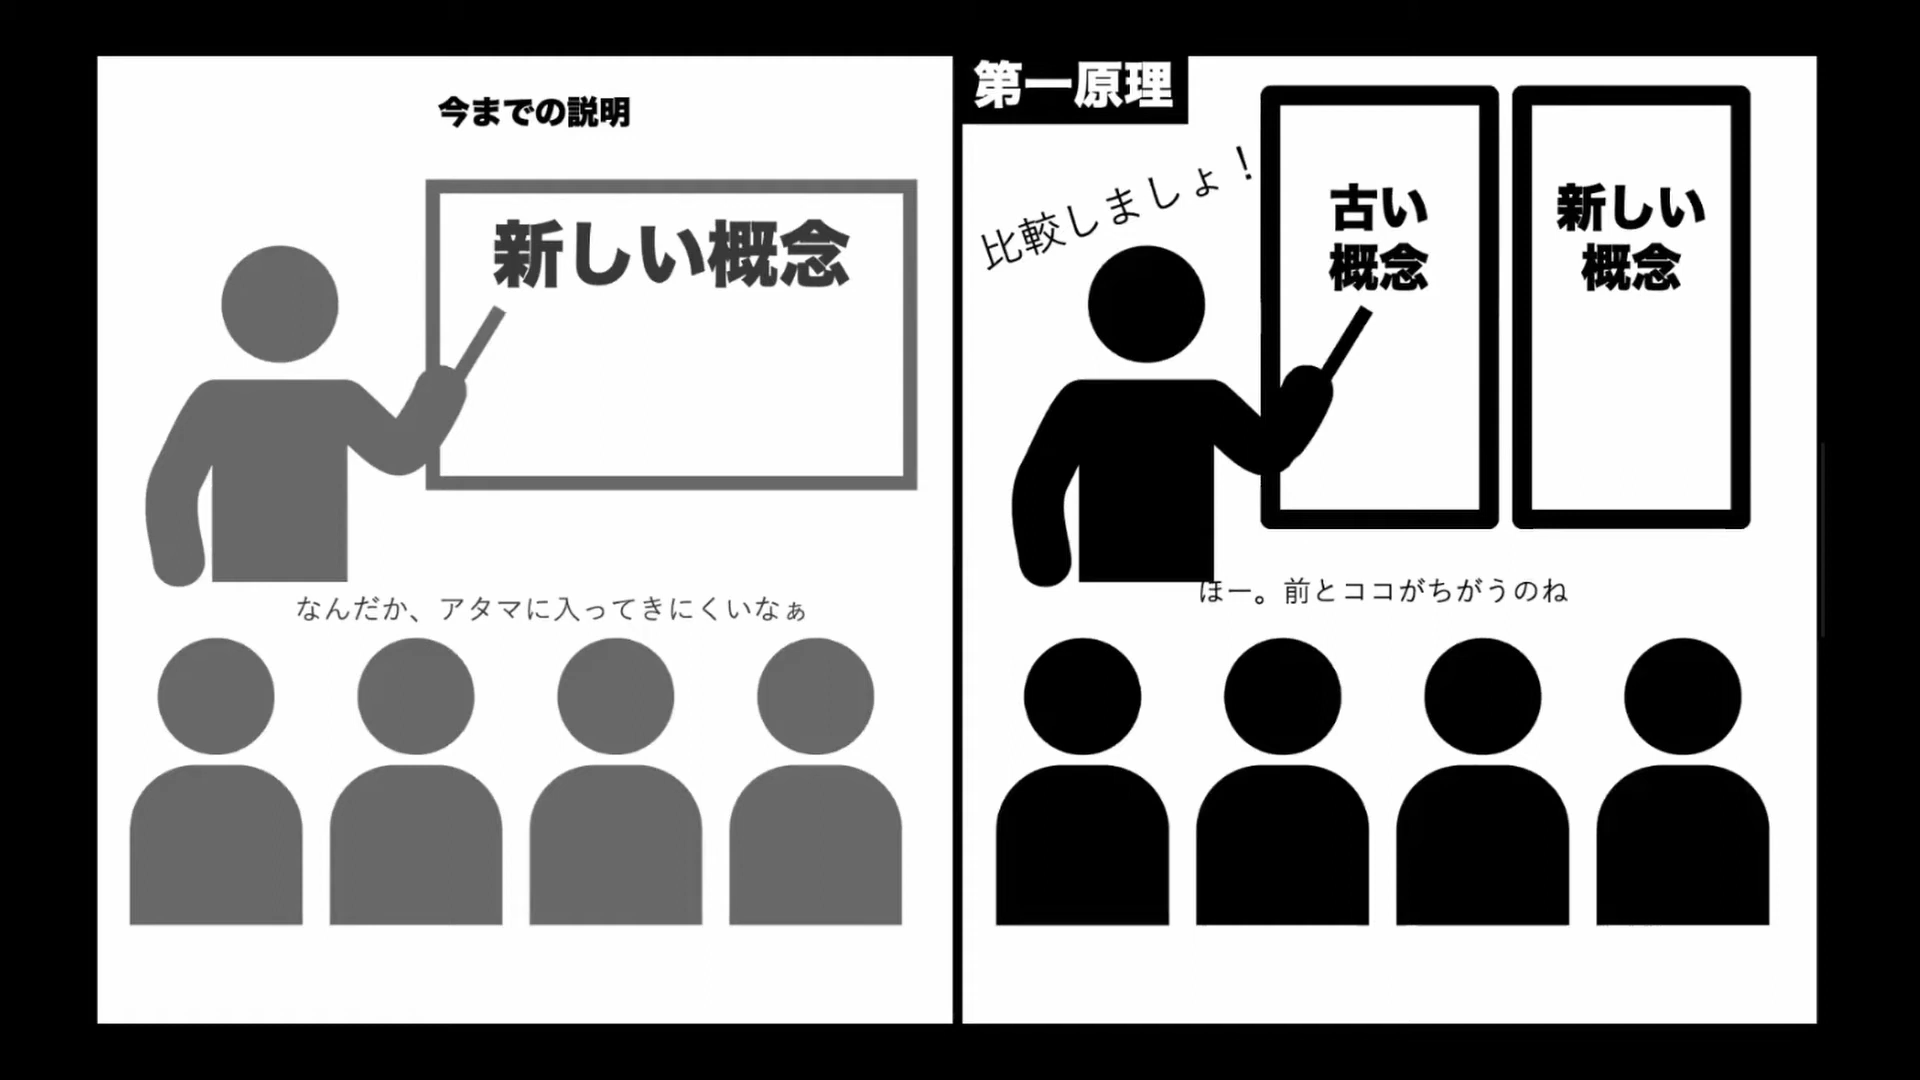 今までの説明
新しい概念
なんだか、アタマに入ってきにくいなぁ
第一原理
比較しましょ！
古い
概念
新しい
概念
ほー。前とココがちがうのね